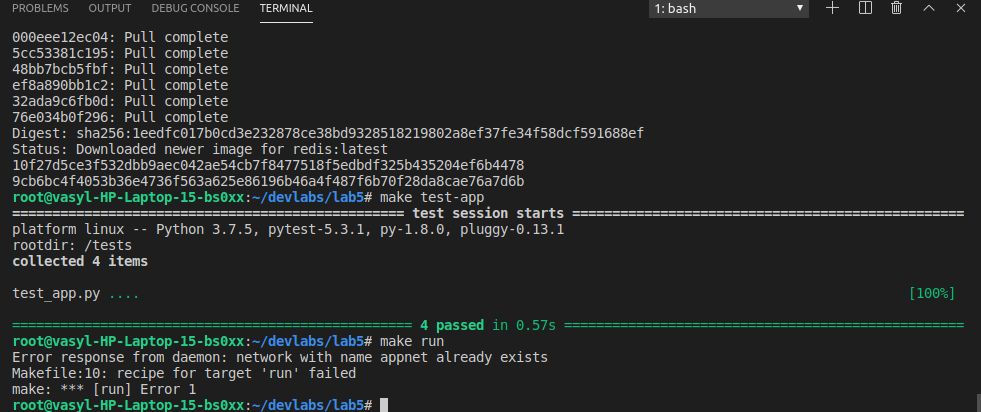 PROBLEMS OUTPUT DEBUG CONSOLE TERMINAL 1: bash
000eee12ec04: Pull complete
5cc53381c195: Pull complete
48bb7bcb5fbf: Pull complete
ef8a890bb1c2: Pull complete
32ada9c6fb0d: Pull complete
76e034b0f296: Pull complete
Digest: sha256:1eedfc017b0cd3e232878ce38bd9328518219802a8ef37fe34f58dcf591688ef
Status: Downloaded newer image for redis:latest
10f27d5ce3f532dbb9aec042ae54cb7f8477518f5edbdf325b435204ef6b4478
9cb6bc4f4053b36e4736f563a625e86196b46a4f487f6b70f28da8cae76a7d6b
root@vasyl-HP-Laptop-15-bs0xx:~/devlabs/lab5# make test-app
================================================ test session starts ================================================
platform linux -- Python 3.7.5, pytest-5.3.1, py-1.8.0, pluggy-0.13.1
rootdir: /tests
collected 4 items
test_app.py .... [100%]
================================================= 4 passed in 0.57s =================================================
root@vasyl-HP-Laptop-15-bs0xx:~/devlabs/lab5# make run
Error response from daemon: network with name appnet already exists
Makefile:10: recipe for target 'run' failed
make: *** [run] Error 1
root@vasyl-HP-Laptop-15-bs0xx:~/devlabs/lab5#